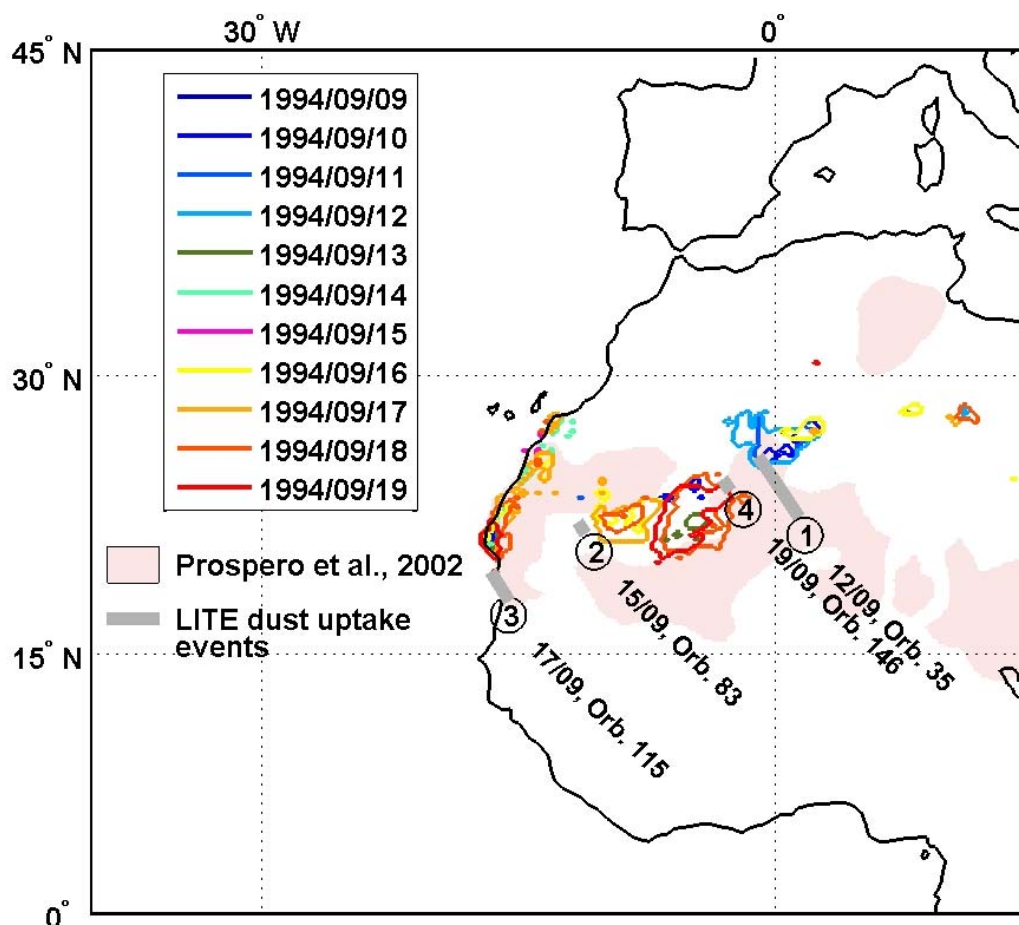 30° W
0°
45° N
1994/09/09
1994/09/10
1994/09/11
1994/09/12
1994/09/13
1994/09/14
1994/09/15
1994/09/16
1994/09/17
1994/09/18
1994/09/19
30° N
Prospero et al., 2002
LITE dust uptake
events
4
1
2
3
12/09, Orb. 35
19/09, Orb. 146
15/09, Orb. 83
17/09, Orb. 115
15° N
0°